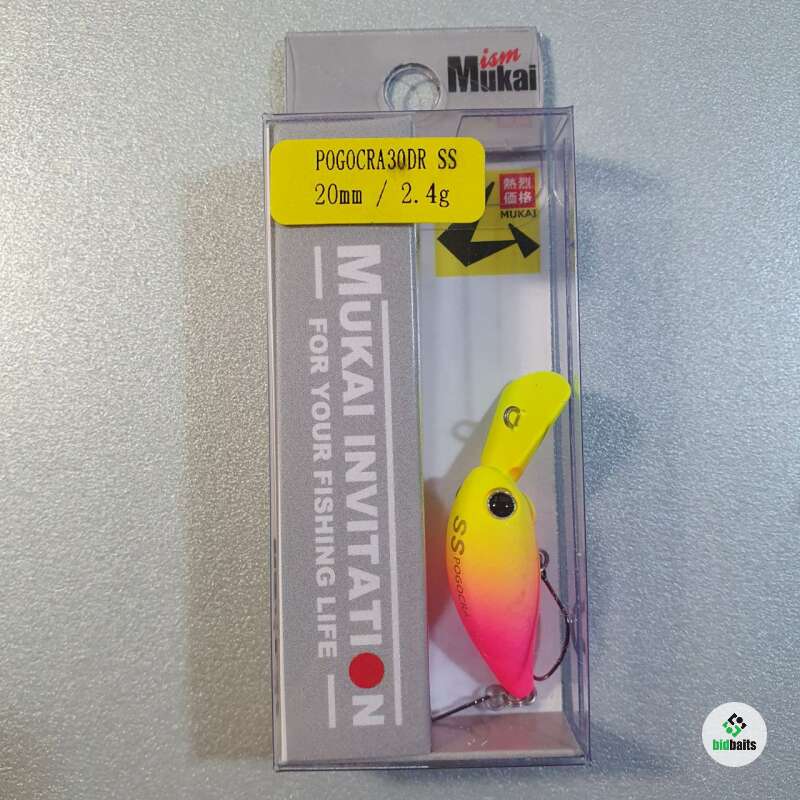 ism
Mukai
POGOCRA30DR SS
20mm / 2.4g
熱烈
価格
MUKAI
MUKAI INVITATION
FOR YOUR FISHING LIFE
SS
POGOCRA
bidbaits